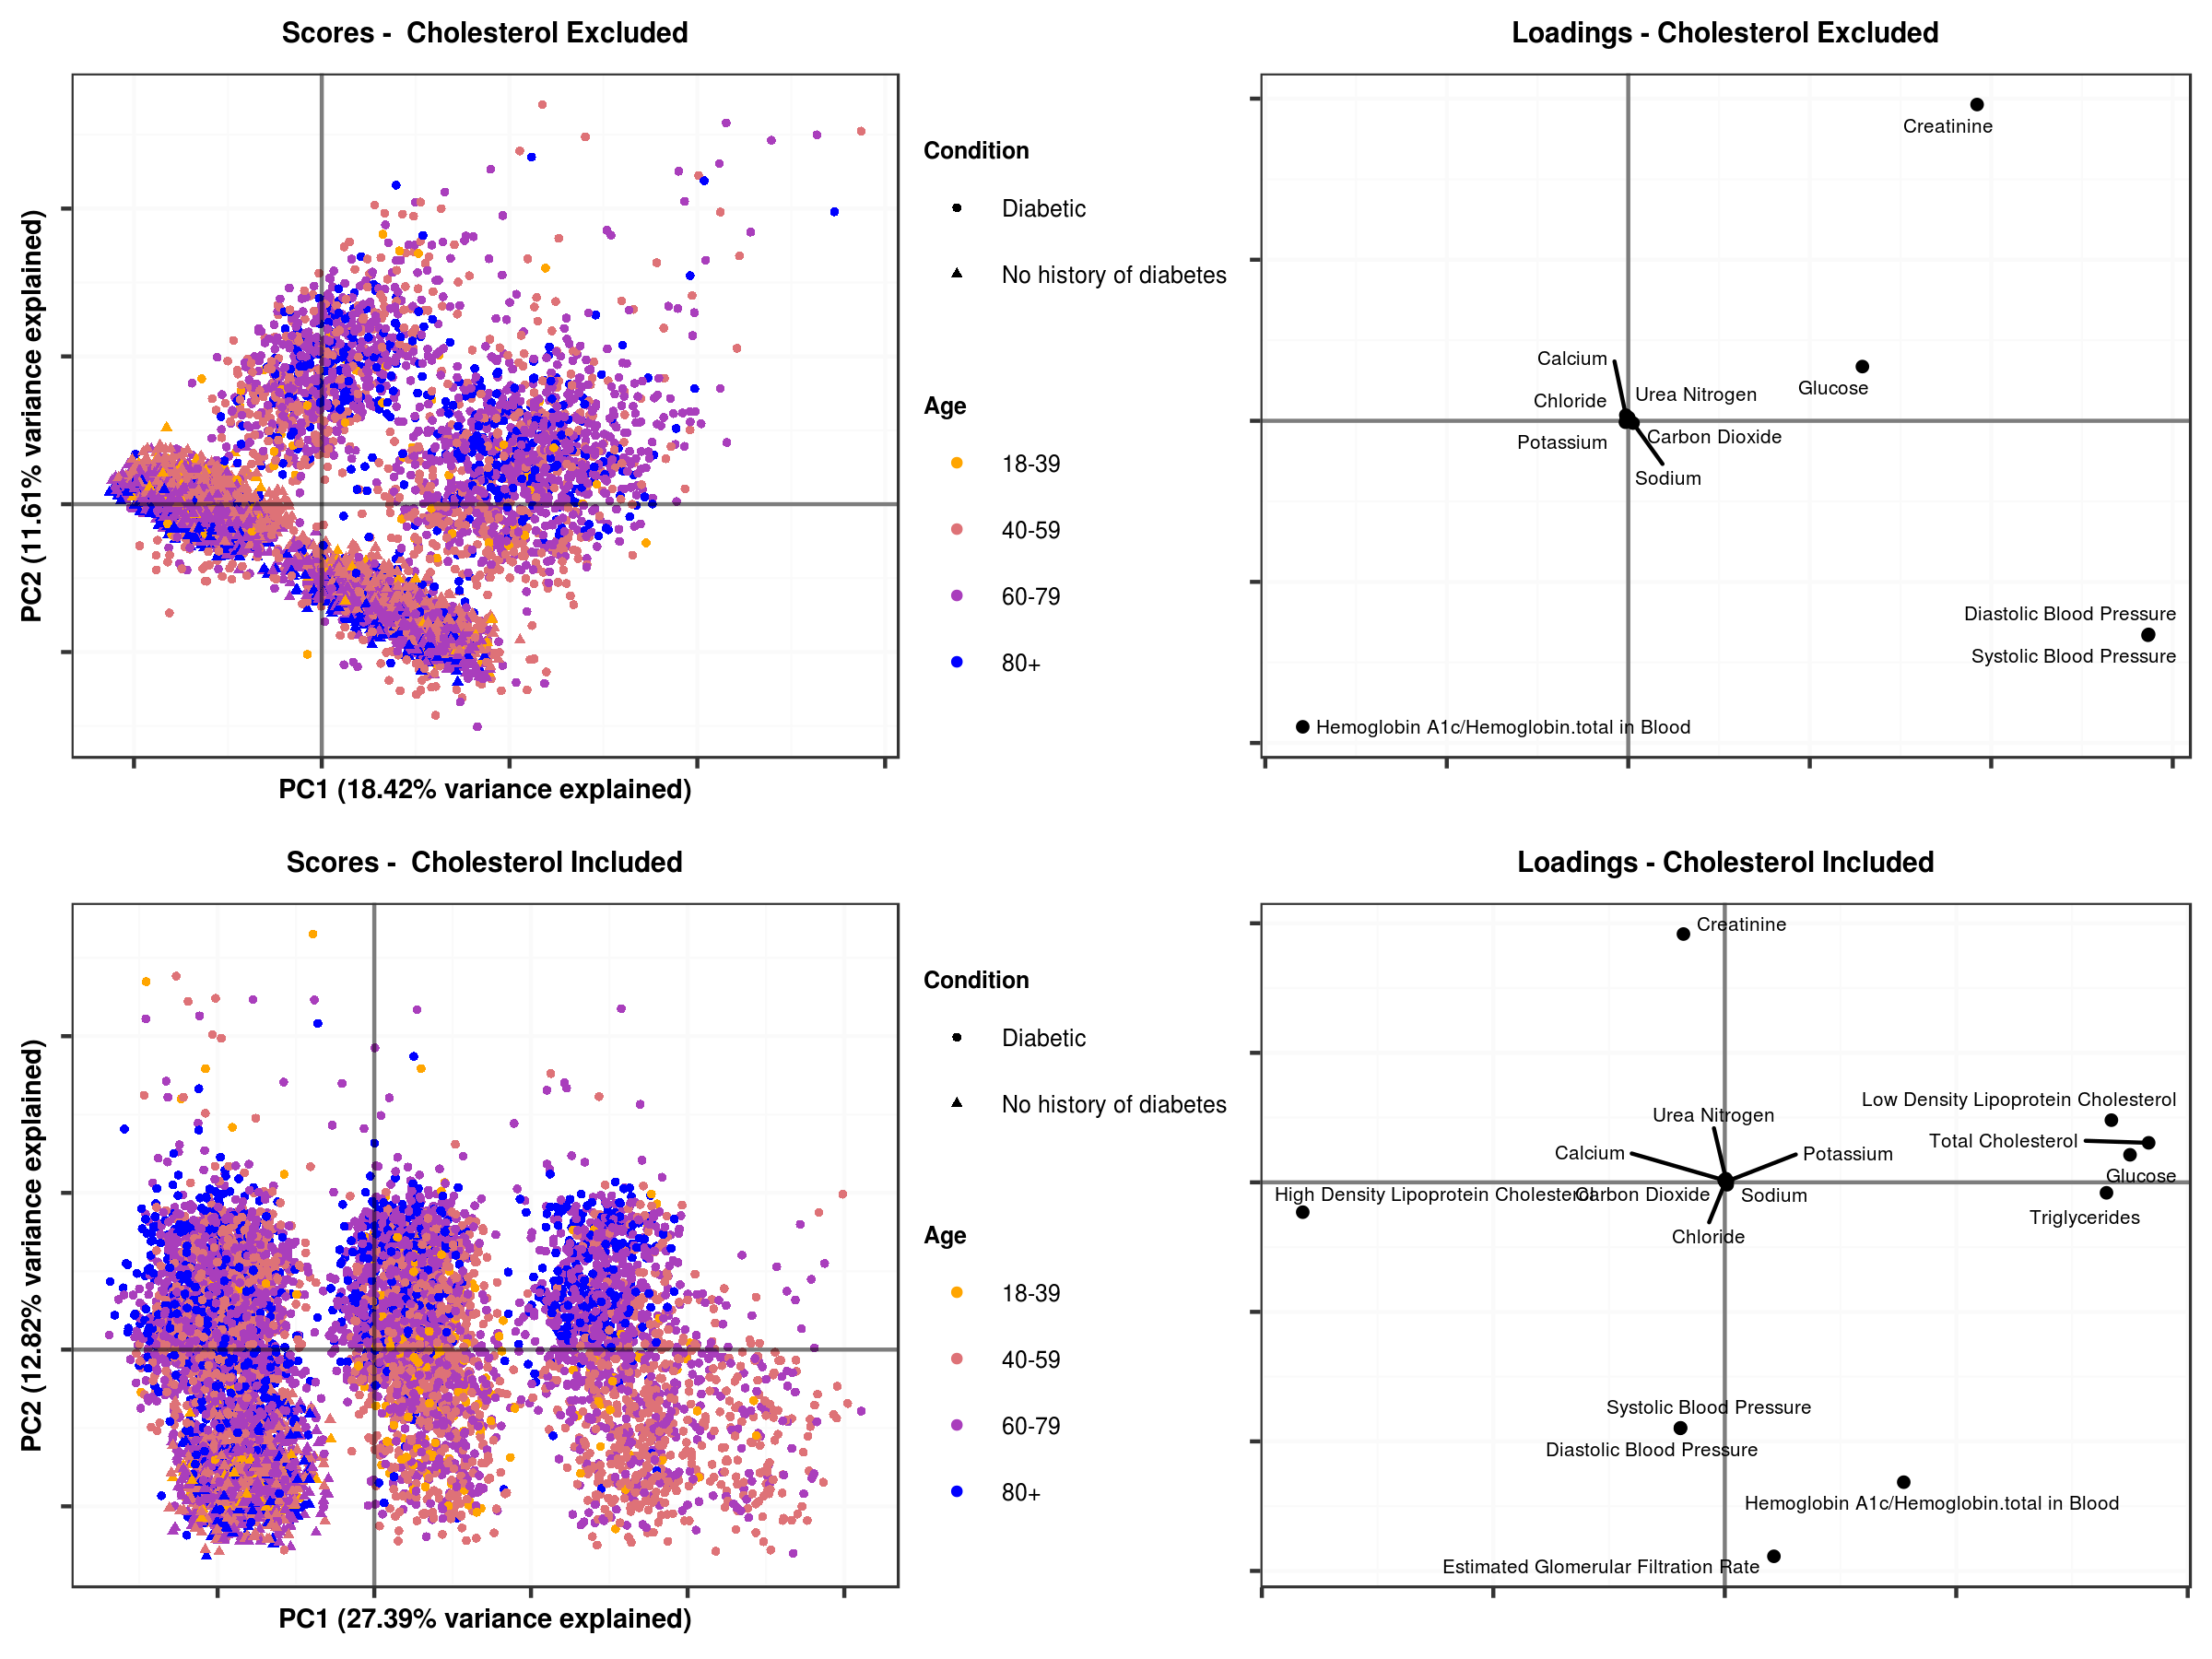 Scores -  Cholesterol Excluded
PC2 (11.61% variance explained)
PC1 (18.42% variance explained)
Condition
Diabetic
No history of diabetes
Age
18-39
40-59
60-79
80+
Loadings - Cholesterol Excluded
Creatinine
Calcium
Glucose
Urea Nitrogen
Chloride
Carbon Dioxide
Potassium
Sodium
Diastolic Blood Pressure
Systolic Blood Pressure
Hemoglobin A1c/Hemoglobin.total in Blood
Scores -  Cholesterol Included
PC2 (12.82% variance explained)
PC1 (27.39% variance explained)
Condition
Diabetic
No history of diabetes
Age
18-39
40-59
60-79
80+
Loadings - Cholesterol Included
Creatinine
Low Density Lipoprotein Cholesterol
Urea Nitrogen
Total Cholesterol
Calcium
Potassium
Glucose
High Density Lipoprotein Cholesterol
Carbon Dioxide
Sodium
Triglycerides
Chloride
Systolic Blood Pressure
Diastolic Blood Pressure
Hemoglobin A1c/Hemoglobin.total in Blood
Estimated Glomerular Filtration Rate